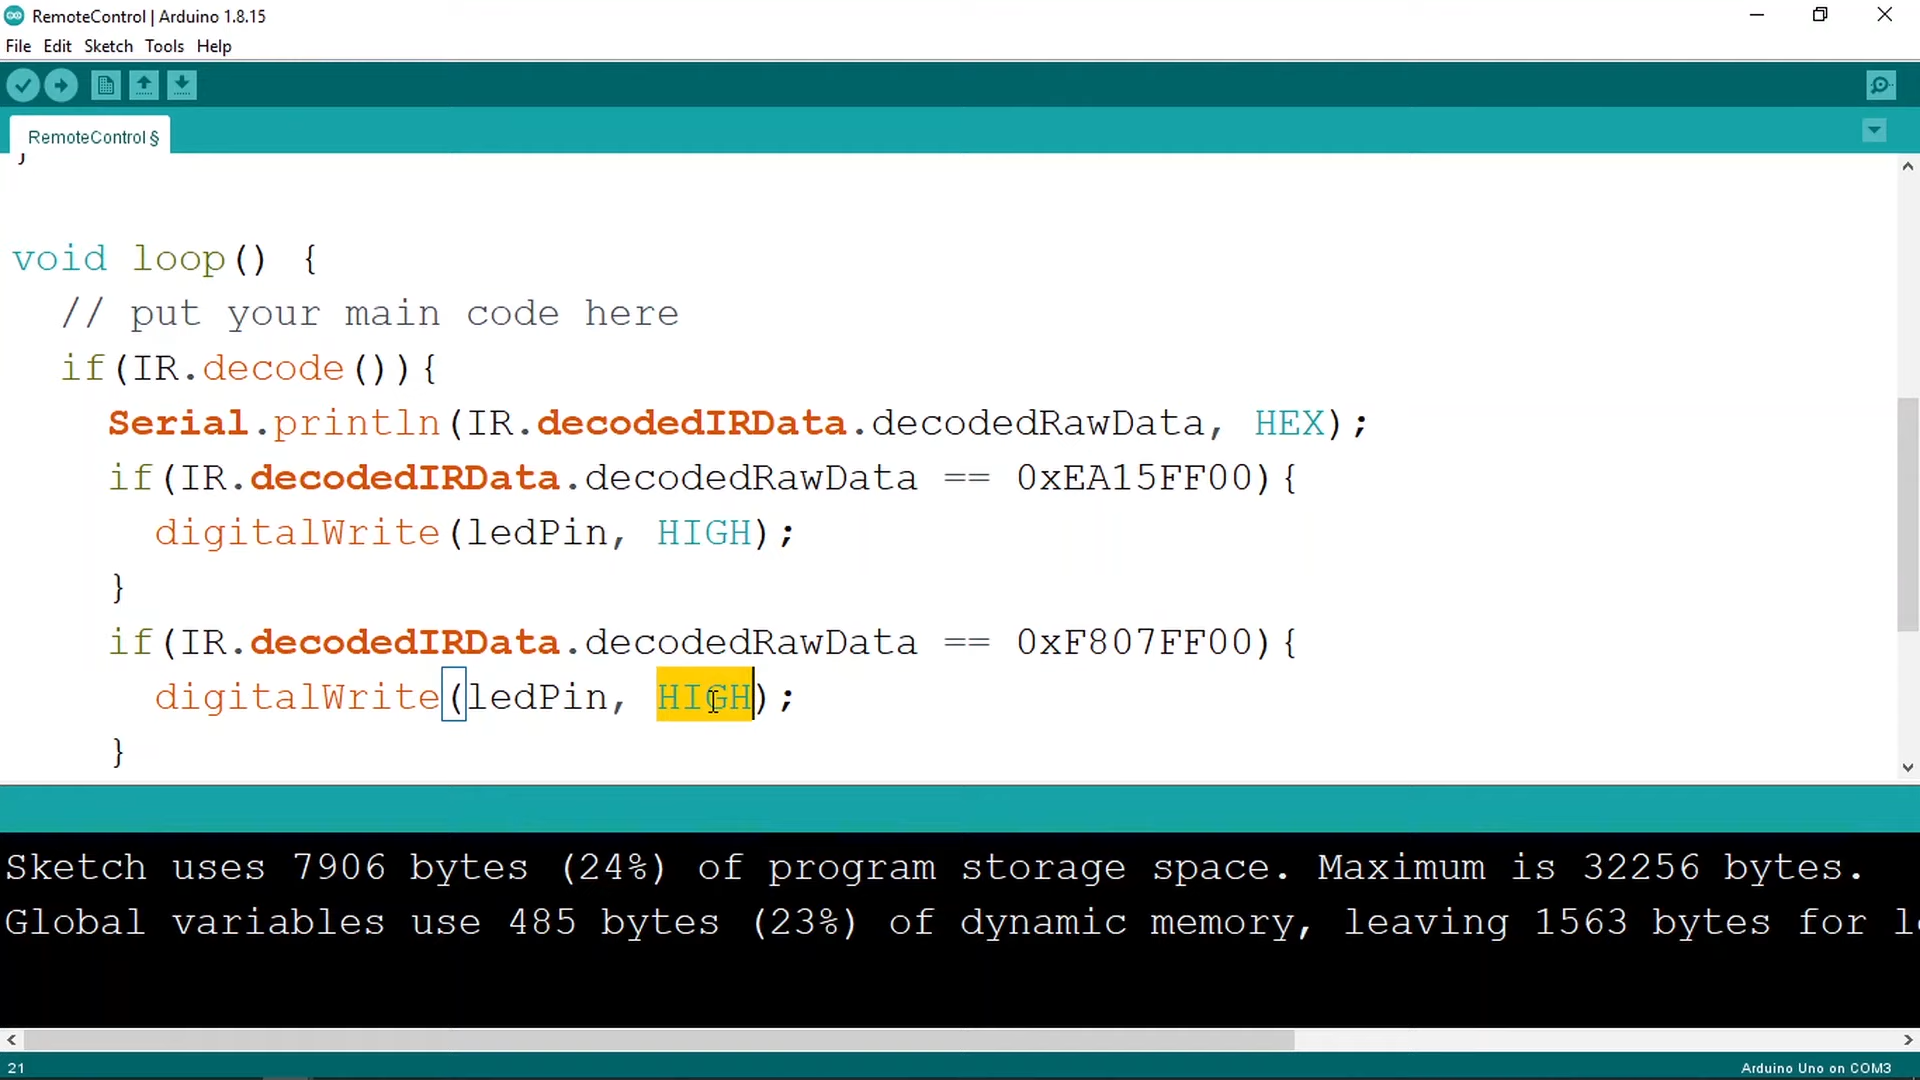 RemoteControl | Arduino 1.8.15
File Edit Sketch Tools Help
RemoteControl §
}
void loop() {
// put your main code here
if(IR.decode()){
Serial.println(IR.decodedIRData.decodedRawData, HEX);
if(IR.decodedIRData.decodedRawData == 0xEA15FF00){
digitalWrite(ledPin, HIGH);
}
if(IR.decodedIRData.decodedRawData == 0xF807FF00){
digitalWrite(ledPin, HIGH);
}
Sketch uses 7906 bytes (24%) of program storage space. Maximum is 32256 bytes.
Global variables use 485 bytes (23%) of dynamic memory, leaving 1563 bytes for
21
Arduino Uno on COM3